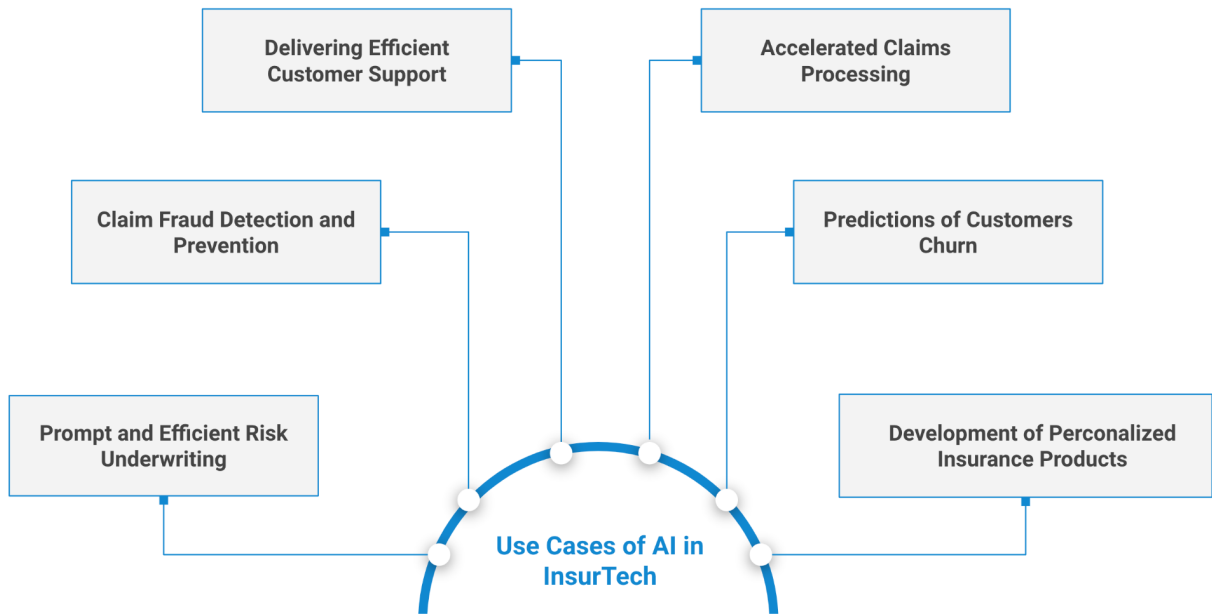 Delivering Efficient
Customer Support
Accelerated Claims
Processing
Claim Fraud Detection and
Prevention
Predictions of Customers
Churn
Prompt and Efficient Risk
Underwriting
Development of Perconalized
Insurance Products
Use Cases of AI in
InsurTech